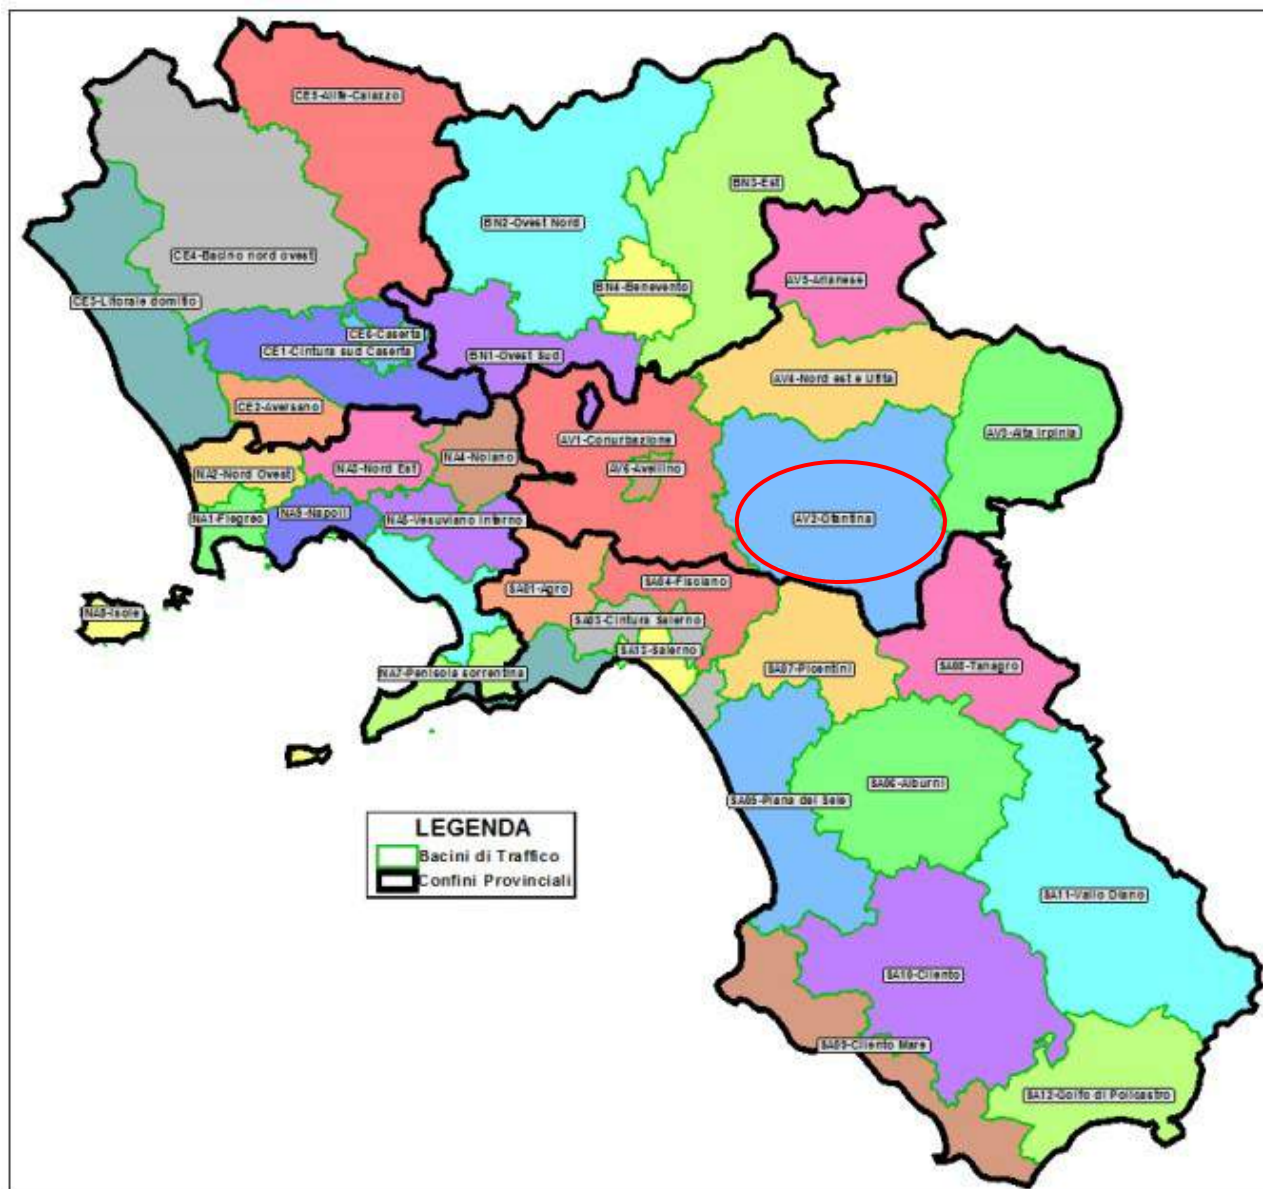 CE5-Alife-Caiazzo
BN3-Est
BN2-Ovest Nord
CE4-Bacino nord ovest
AV5-Arianese
BN4-Benevento
CE3-Litorale domitio
CE6-Caserta
CE1-Cintura sud Caserta
BN1-Ovest Sud
AV4-Nord est e Ufita
CE2-Aversano
AV3-Alta Irpinia
AV1-Conurbazione
NA4-Nolano
NA3-Nord Est
AV6-Avellino
NA2-Nord Ovest
NA1-Flegreo
NA5-Napoli
NA6-Vesuviano Interno
AV2-Ofantina
SA04-Fisciano
SA01-Agro
NA8-Isole
SA03-Cintura Salerno
SA13-Salerno
SA07-Picentini
SA08-Tanagro
NA7-Penisola sorrentina
SA06-Alburni
SA05-Piana del Sele
LEGENDA
Bacini di Traffico
Confini Provinciali
SA11-Vallo Diano
SA10-Cilento
SA09-Cilento Mare
SA12-Golfo di Policastro